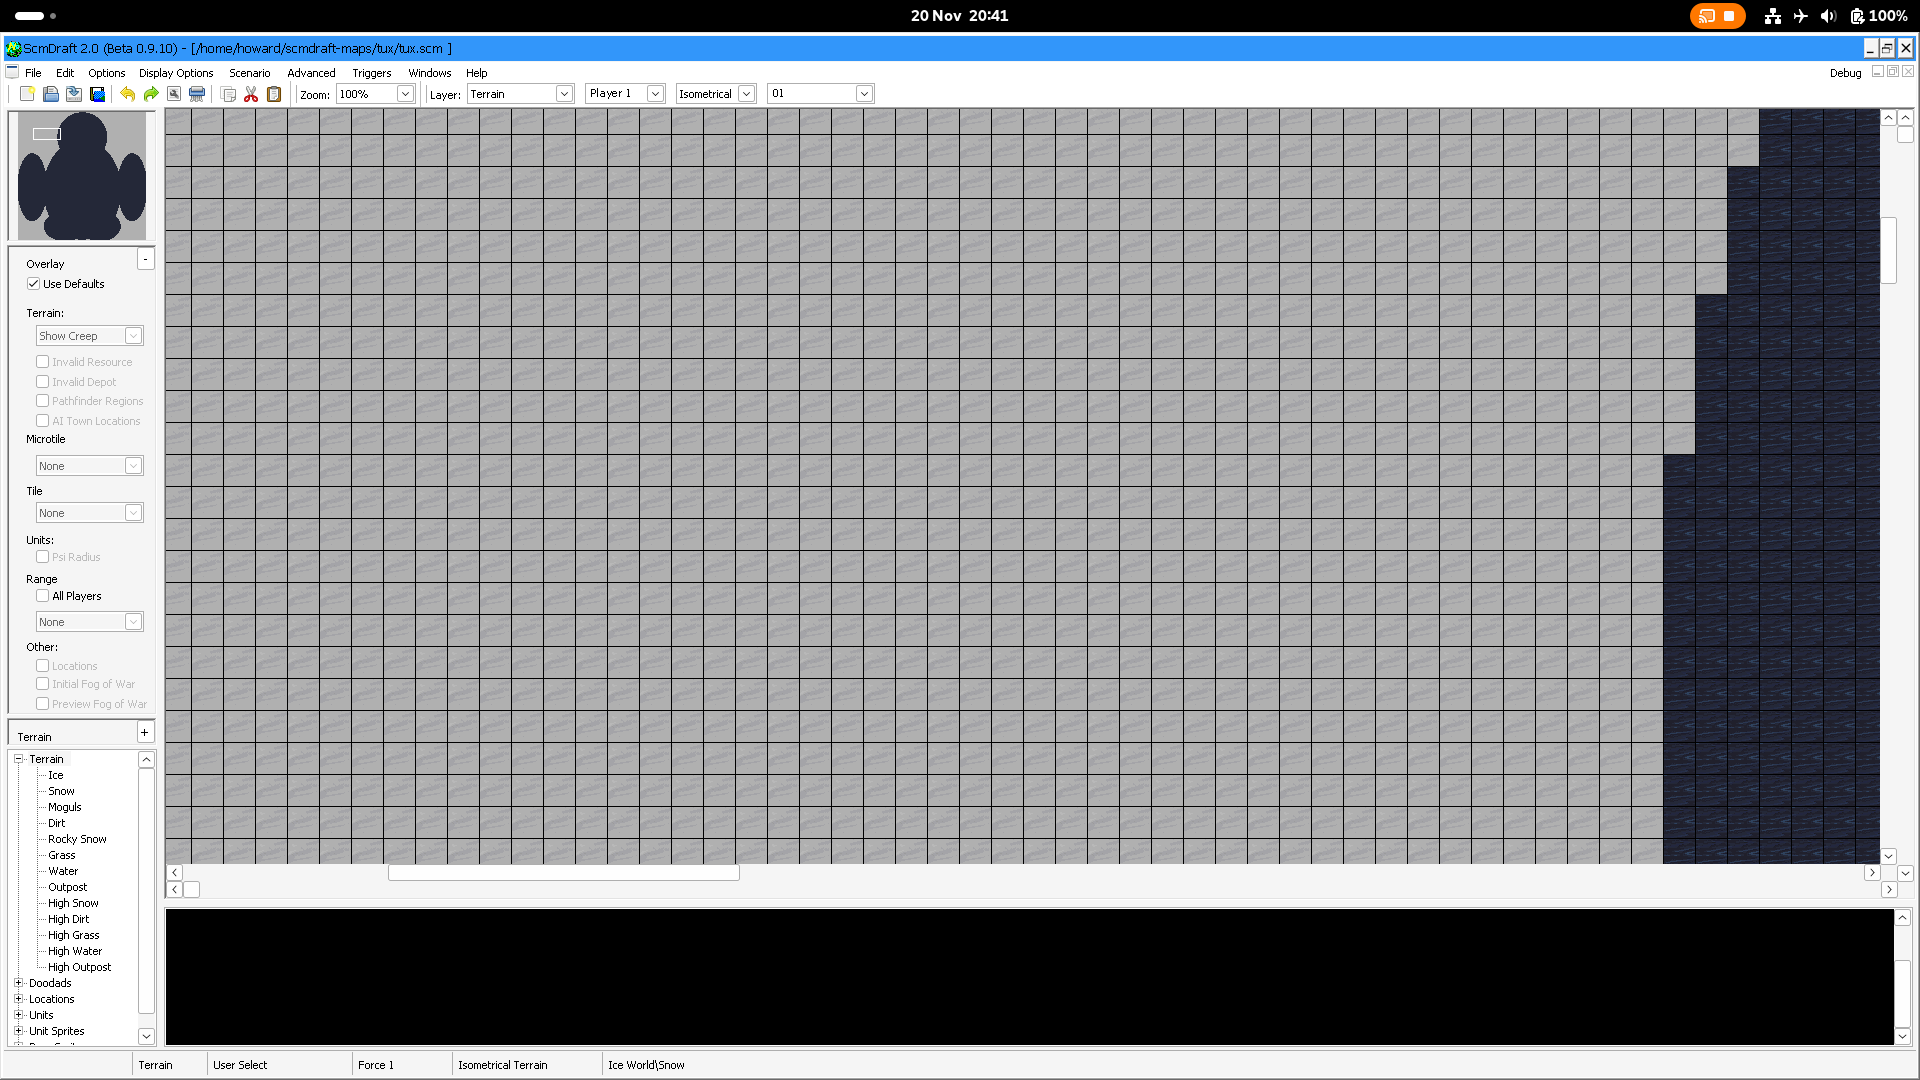 20 Nov 20:41
100%
ScmDraft 2.0 (Beta 0.9.10) - [/home/howard/scmdraft-maps/tux/tux.scm ]
File Edit Options Display Options Scenario Advanced Triggers Windows Help Debug
Zoom: 100% Layer: Terrain Player 1 Isometrical 01
Overlay
-
Use Defaults
Terrain:
Show Creep
Invalid Resource
Invalid Depot
Pathfinder Regions
AI Town Locations
Microtile
None
Tile
None
Units:
Psi Radius
Range
All Players
None
Other:
Locations
Initial Fog of War
Preview Fog of War
Terrain +
Terrain
Ice
Snow
Moguls
Dirt
Rocky Snow
Grass
Water
Outpost
High Snow
High Dirt
High Grass
High Water
High Outpost
Doodads
Locations
Units
Unit Sprites
Terrain User Select Force 1 Isometrical Terrain Ice World\Snow